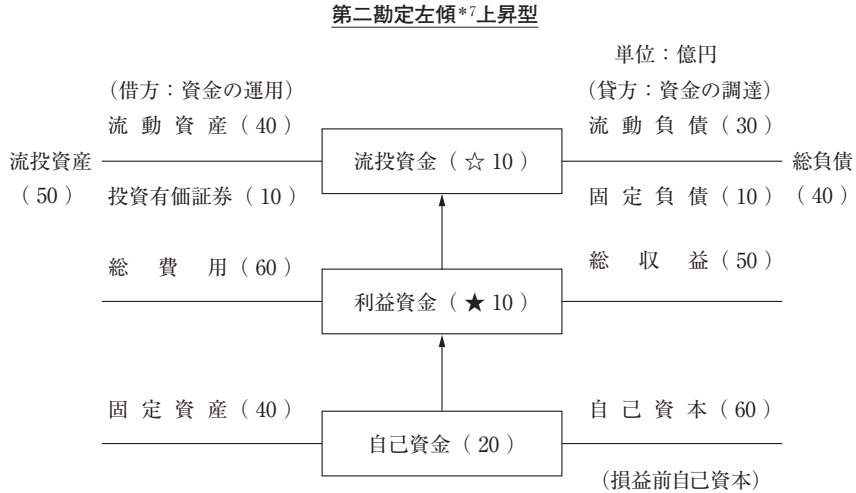 第二勘定左傾*7上昇型
単位：億円
（借方：資金の運用） （貸方：資金の調達）
流動資産（40） 流動負債（30）
流投資産 流投資金（☆10） 総負債
（50） 投資有価証券（10） 固定負債（10） （40）
総費用（60） 総収益（50）
利益資金（★10）
固定資産（40） 自己資本（60）
自己資金（20）
（損益前自己資本）